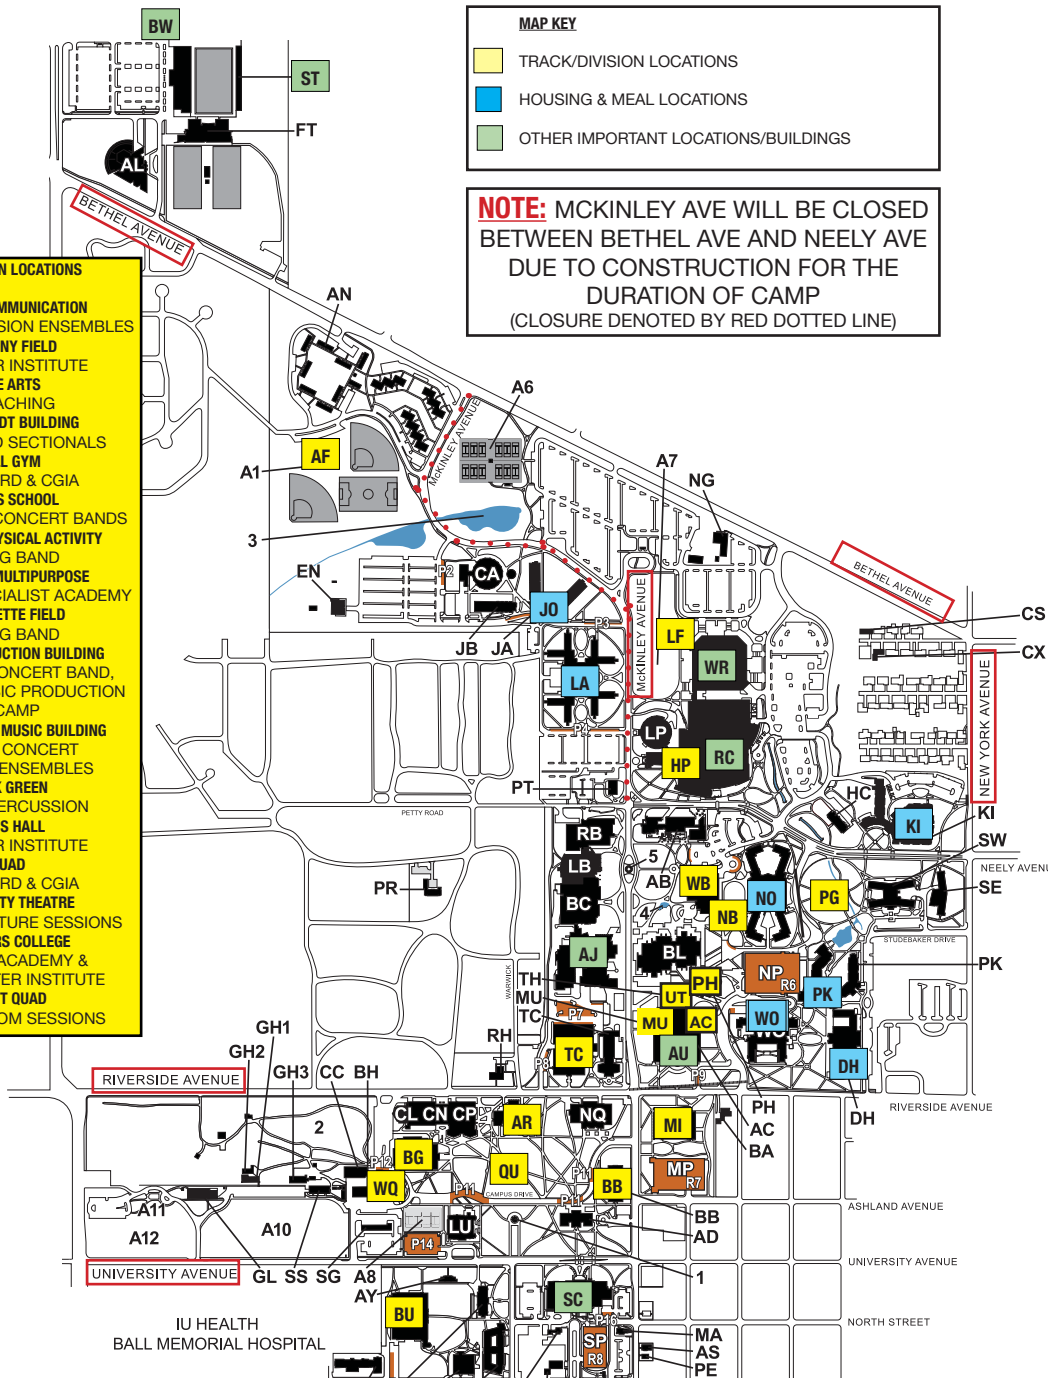 BW
ST
FT
AL
BETHEL AVENUE
MAP KEY
TRACK/DIVISION LOCATIONS
HOUSING & MEAL LOCATIONS
OTHER IMPORTANT LOCATIONS/BUILDINGS
NOTE: MCKINLEY AVE WILL BE CLOSED
BETWEEN BETHEL AVE AND NEELY AVE
DUE TO CONSTRUCTION FOR THE
DURATION OF CAMP
(CLOSURE DENOTED BY RED DOTTED LINE)
N LOCATIONS
MMUNICATION
SION ENSEMBLES
NY FIELD
R INSTITUTE
E ARTS
ACHING
DT BUILDING
D SECTIONALS
L GYM
RD & CGIA
S SCHOOL
CONCERT BANDS
YSICAL ACTIVITY
G BAND
MULTIPURPOSE
CIALIST ACADEMY
ETTE FIELD
G BAND
UCTION BUILDING
ONCERT BAND,
SIC PRODUCTION
CAMP
MUSIC BUILDING
CONCERT
ENSEMBLES
K GREEN
ERCUSSION
S HALL
R INSTITUTE
UAD
RD & CGIA
TY THEATRE
TURE SESSIONS
RS COLLEGE
ACADEMY &
TER INSTITUTE
T QUAD
OM SESSIONS
AN
A6
McKINLEY AVENUE
AF
A1
A7
NG
3
EN
P2
CA
JO
JB JA
P3
McKINLEY AVENUE
BETHEL AVENUE
CS
CX
NEW YORK AVENUE
LF
WR
LA
LP
P4
HP
RC
PT
HC
KI
KI
PETTY ROAD
RB
LB
BC
5
AB
4
WB
NB
NO
PG
SW
SE
NEELY AVENU
STUDEBAKER DRIVE
PR
AJ
BL
PH
NP
R6
PK
PK
WARWICK
TH
MU
TC
UT
MU
AC
WO
P7
RH
P8
TC
AU
P9
DH
DH
GH1
GH2
GH3 CC BH
RIVERSIDE AVENUE
PH
AC
BA
RIVERSIDE AVENUE
2
CL CN CP
AR
NQ
MI
BG
P12
WQ
QU
P11
BB
MP
R7
P11
CAMPUS DRIVE
P11
ASHLAND AVENUE
A11
A12
A10
TU
P14
BB
AD
UNIVERSITY AVENUE
GL SS SG A8
AY
1
UNIVERSITY AVENUE
BU
SC
P16
SP
R8
MA
AS
PE
NORTH STREET
IU HEALTH
BALL MEMORIAL HOSPITAL